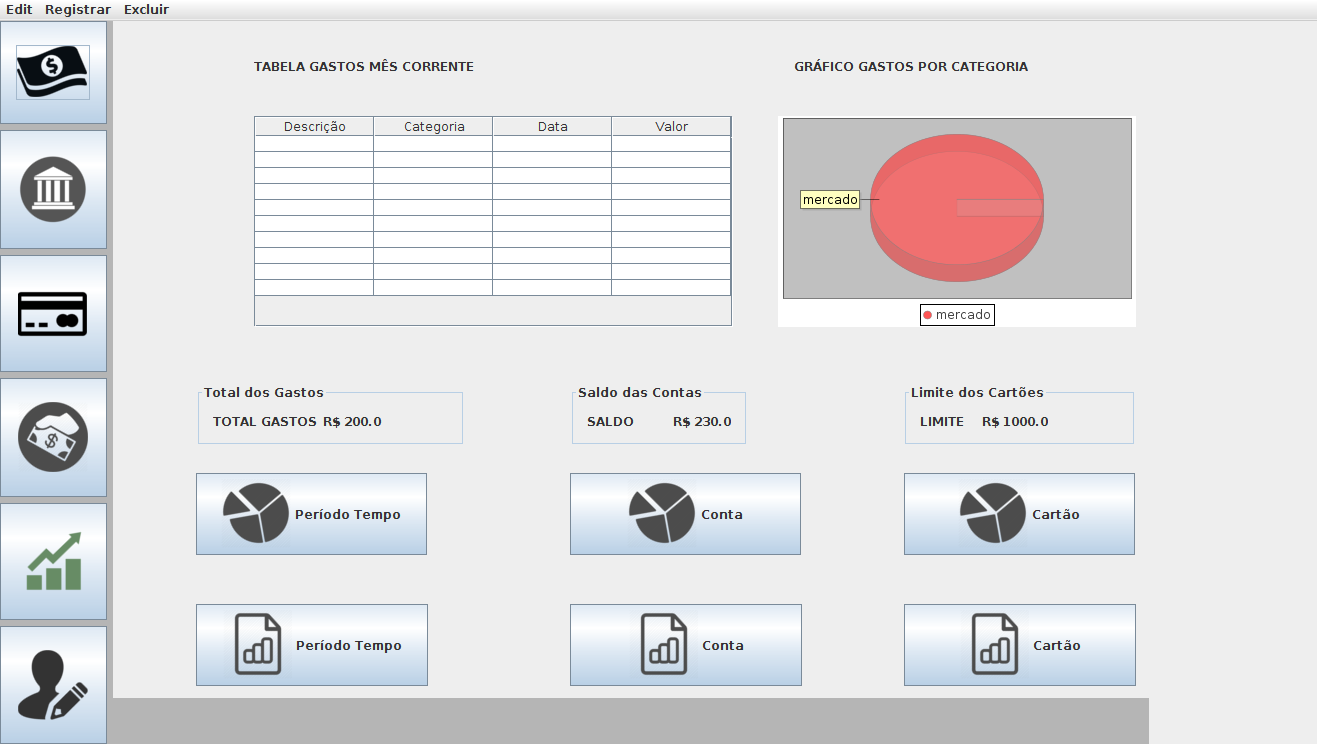 Edit Registrar Excluir
TABELA GASTOS MÊS CORRENTE
GRÁFICO GASTOS POR CATEGORIA
Descrição Categoria Data Valor
mercado
mercado
Total dos Gastos
TOTAL GASTOS R$ 200.0
Saldo das Contas
SALDO R$ 230.0
Limite dos Cartões
LIMITE R$ 1000.0
Período Tempo
Conta
Cartão
Período Tempo
Conta
Cartão